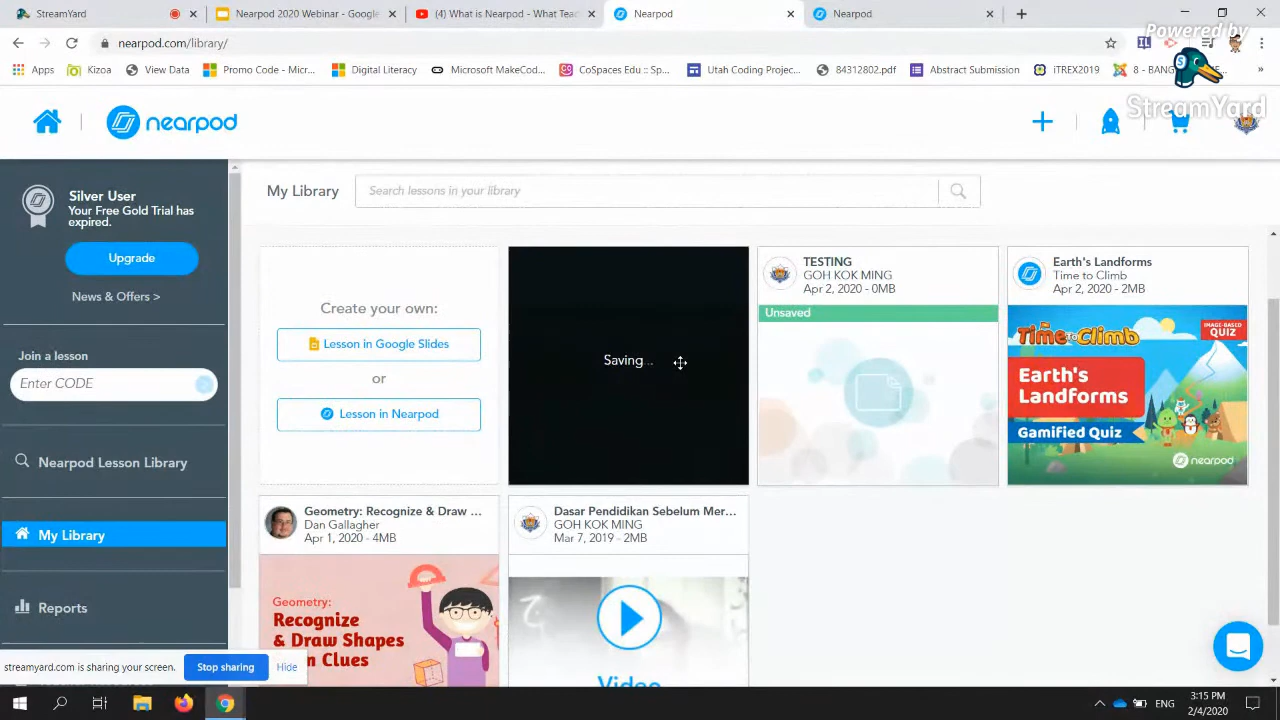 StreamYard
Nearpod 2020 Webinar - Google
(4) What is Nearpod - What Teac
Nearpod
Nearpod
nearpod.com/library/
Powered by
StreamYard
Apps
Kizoa
View Data
Promo Code - Micr...
Digital Literacy
Microsoft MakeCod...
CoSpaces Edu :: Sp...
Utah Coding Projec...
84312802.pdf
Abstract Submission
iTREX2019
nearpod
Silver User
Your Free Gold Trial has
expired.
Upgrade
News & Offers >
Join a lesson
Enter CODE
Nearpod Lesson Library
My Library
Reports
My Library
Search lessons in your library
Create your own:
Lesson in Google Slides
or
Lesson in Nearpod
Saving...
TESTING
GOH KOK MING
Apr 2, 2020 - 0MB
Unsaved
Earth's Landforms
Time to Climb
Apr 2, 2020 - 2MB
Time to Climb
IMAGE-BASED
QUIZ
Earth's
Landforms
Gamified Quiz
nearpod
Geometry: Recognize & Draw ...
Dan Gallagher
Apr 1, 2020 - 4MB
Geometry:
Recognize
& Draw Shapes
n Clues
Dasar Pendidikan Sebelum Mer...
GOH KOK MING
Mar 7, 2019 - 2MB
Video
streamyard.com is sharing your screen.
Stop sharing
Hide
ENG
3:15 PM
2/4/2020